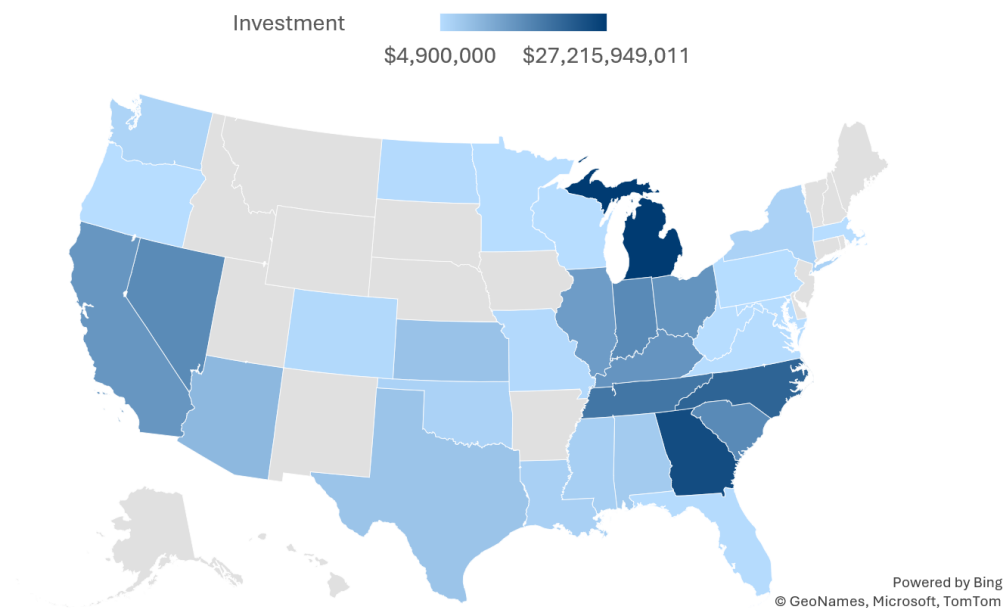 Investment
$4,900,000 $27,215,949,011
Powered by Bing
© GeoNames, Microsoft, TomTom